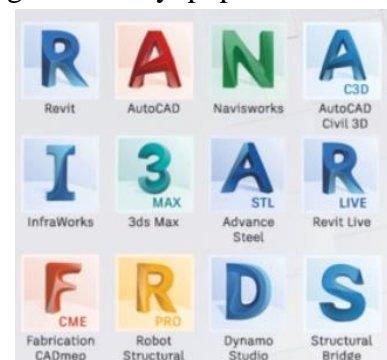 R A N A
C3D
Revit AutoCAD Navisworks AutoCAD
Civil 3D
I 3 A R
MAX STL LIVE
InfraWorks 3ds Max Advance Revit Live
Steel
F R D S
CME PRO
Fabrication Robot Dynamo Structural
CADmep Structural Studio Bridge